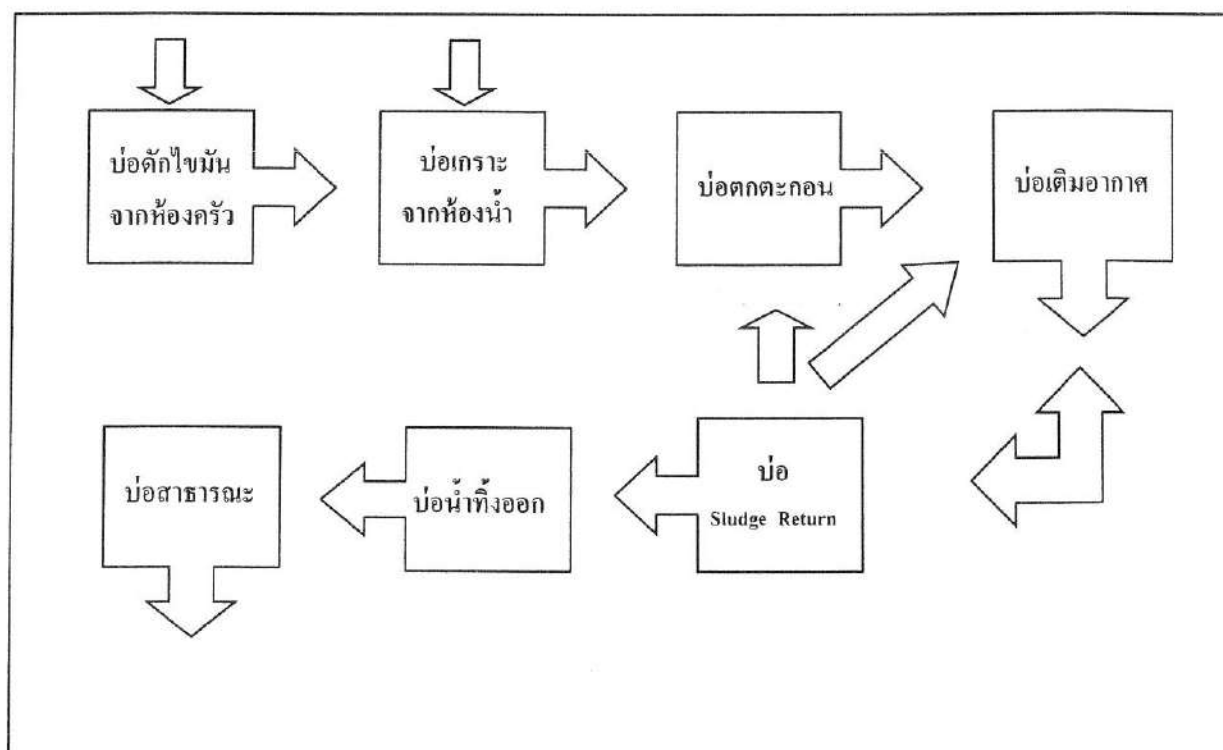 บ่อดักไขมัน
จากห้องครัว
บ่อเกราะ
จากห้องน้ำ
บ่อตกตะกอน
บ่อเติมอากาศ
บ่อสาธารณะ
บ่อน้ำทิ้งออก
บ่อ
Sludge Return